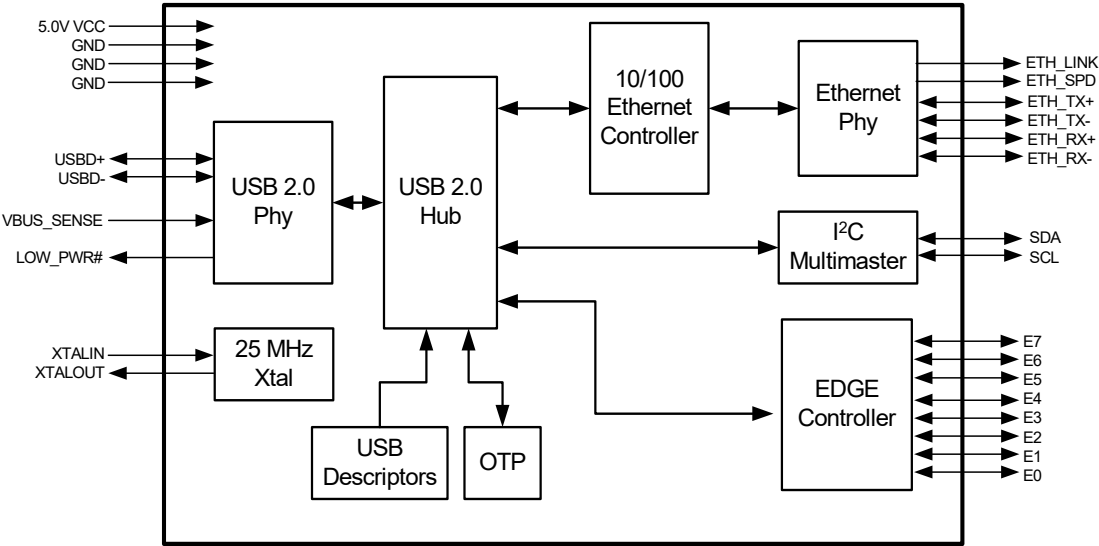 5.0V VCC
GND
GND
GND
USBD+
USBD-
VBUS_SENSE
LOW_PWR#
XTALIN
XTALOUT
USB 2.0
Phy
25 MHz
Xtal
USB 2.0
Hub
USB
Descriptors
OTP
10/100
Ethernet
Controller
Ethernet
Phy
I²C
Multimaster
EDGE
Controller
ETH_LINK
ETH_SPD
ETH_TX+
ETH_TX-
ETH_RX+
ETH_RX-
SDA
SCL
E7
E6
E5
E4
E3
E2
E1
E0